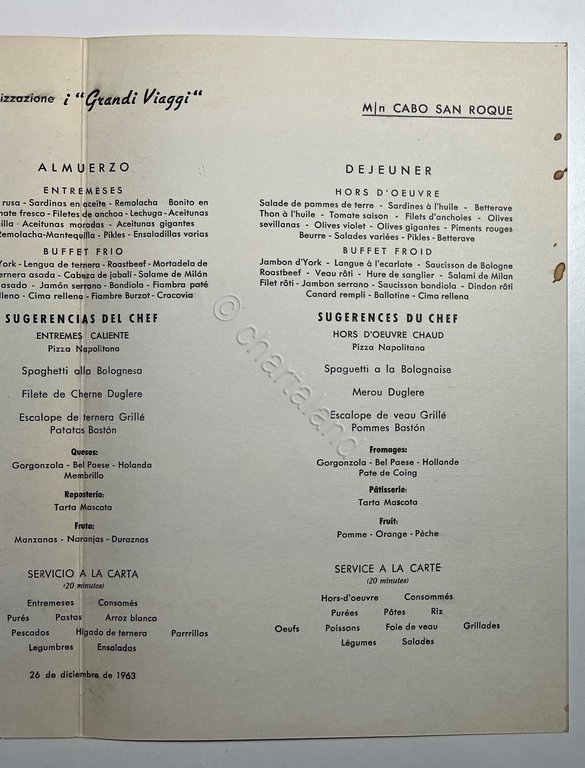 izzazione i "Grandi Viaggi"
M/n CABO SAN ROQUE
ALMUERZO
ENTREMESES
rusa - Sardinas en aceite - Remolacha Bonito en
nate fresco - Filetes de anchoa - Lechuga - Aceitunas
illa - Aceitunas moradas - Aceitunas gigantes
Remolacha-Mantequilla - Pikles - Ensaladillas varias
BUFFET FRIO
York - Lengua de ternera - Roastbeef - Mortadela de
ernera asada - Cabeza de jabalí - Salame de Milán
asado - Jamón serrano - Bondiola - Fiambra paté
lleno - Cima rellena - Fiambre Burzot - Cracovia
SUGERENCIAS DEL CHEF
ENTREMES CALIENTE
Pizza Napolitana
Spaghetti alla Bolognesa
Filete de Cherne Duglere
Escalope de ternera Grillé
Patatas Bastón
Quesos:
Gorgonzola - Bel Paese - Holanda
Membrillo
Repostería:
Tarta Mascota
Fruta:
Manzanas - Naranjas - Duraznos
SERVICIO A LA CARTA
(20 minutos)
Entremeses Consomés
Purés Pastas Arroz blanco
Pescados Hígado de ternera Parrrillas
Legumbres Ensaladas
26 de diciembre de 1963
DEJEUNER
HORS D'OEUVRE
Salade de pommes de terre - Sardines à l'huile - Betterave
Thon à l'huile - Tomate saison - Filets d'anchoies - Olives
sevillanas - Olives violet - Olives gigantes - Piments rouges
Beurre - Salades variées - Pikles - Betterave
BUFFET FROID
Jambon d'York - Langue à l'ecarlate - Saucisson de Bologne
Roastbeef - Veau rôti - Hure de sanglier - Salami de Milan
Filet rôti - Jambon serrano - Saucisson bondiola - Dindon rôti
Canard rempli - Ballotine - Cima rellena
SUGERENCES DU CHEF
HORS D'OEUVRE CHAUD
Pizza Napolitana
Spaguetti a la Bolognaise
Merou Duglere
Escalope de veau Grillé
Pommes Bastón
Fromages:
Gorgonzola - Bel Paese - Hollande
Pate de Coing
Pâtisserie:
Tarta Mascota
Fruit:
Pomme - Orange - Pèche
SERVICE A LA CARTE
(20 minutos)
Hors-d'oeuvre Consommés
Purées Pâtes Riz
Oeufs Poissons Foie de veau Grillades
Légumes Salades
© chartaland